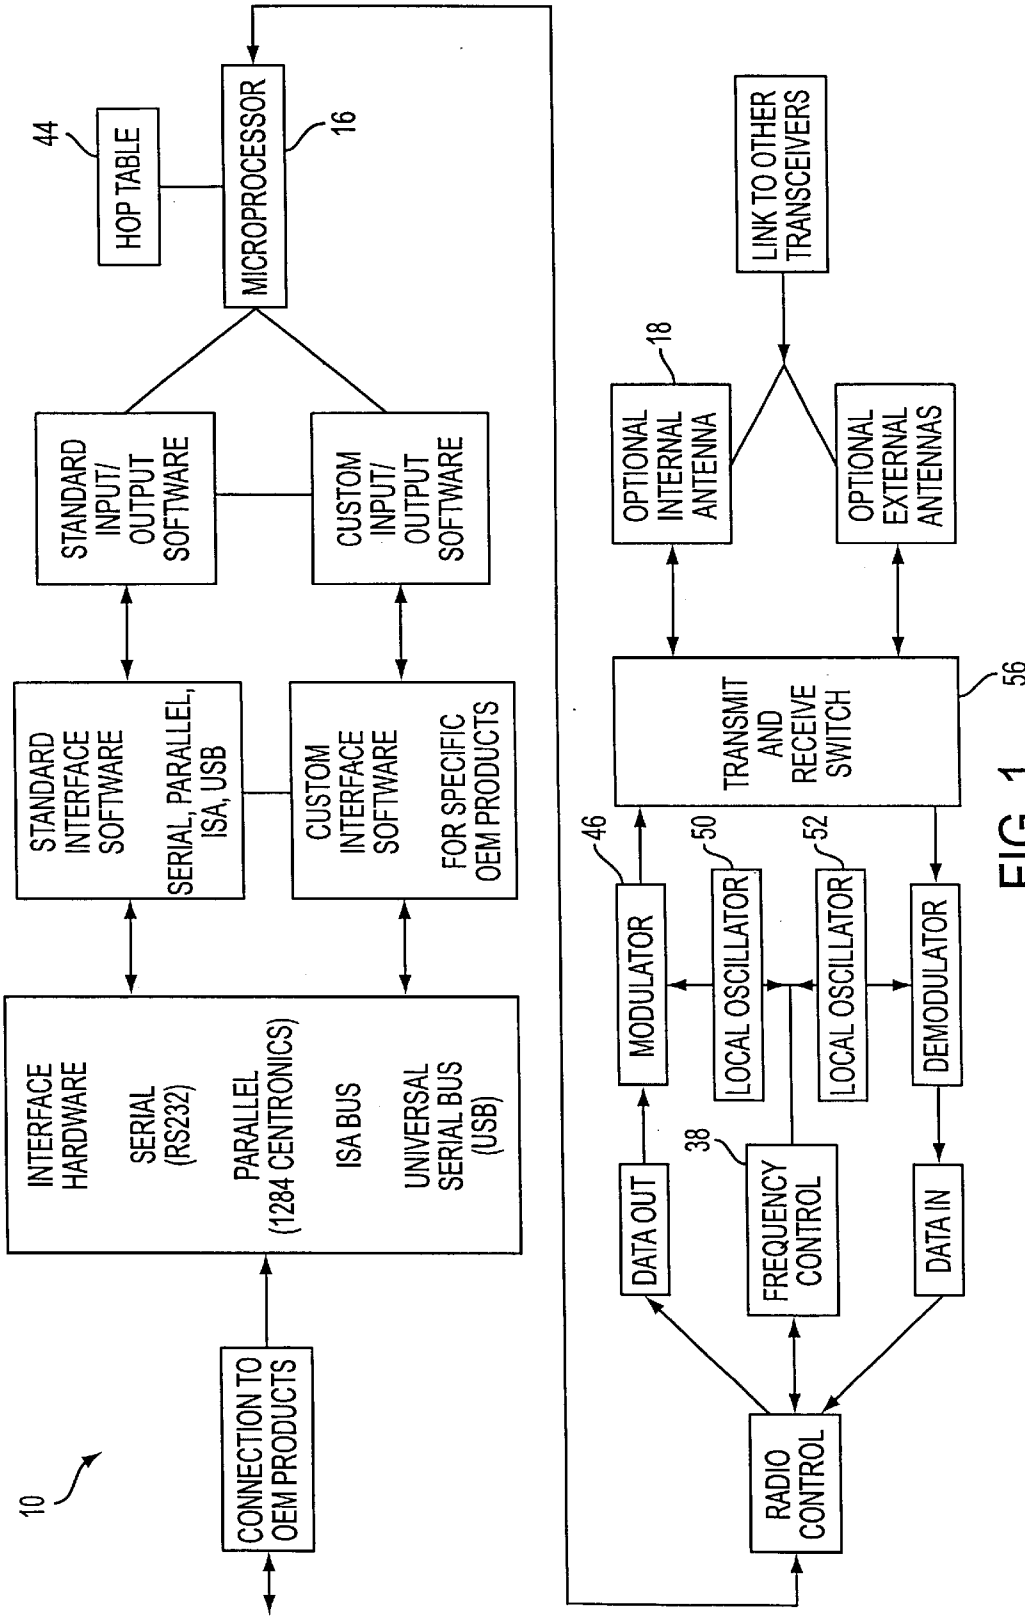 10
CONNECTION TO
OEM PRODUCTS
INTERFACE
HARDWARE
SERIAL
(RS232)
PARALLEL
(1284 CENTRONICS)
ISA BUS
UNIVERSAL
SERIAL BUS
(USB)
STANDARD
INTERFACE
SOFTWARE
SERIAL, PARALLEL,
ISA, USB
CUSTOM
INTERFACE
SOFTWARE
FOR SPECIFIC
OEM PRODUCTS
STANDARD
INPUT/
OUTPUT
SOFTWARE
CUSTOM
INPUT/
OUTPUT
SOFTWARE
44
HOP TABLE
MICROPROCESSOR
16
RADIO
CONTROL
DATA OUT
38
FREQUENCY
CONTROL
DATA IN
46
MODULATOR
50
LOCAL OSCILLATOR
52
LOCAL OSCILLATOR
DEMODULATOR
TRANSMIT
AND
RECEIVE
SWITCH
56
18
OPTIONAL
INTERNAL
ANTENNA
OPTIONAL
EXTERNAL
ANTENNAS
LINK TO OTHER
TRANSCEIVERS
FIG. 1